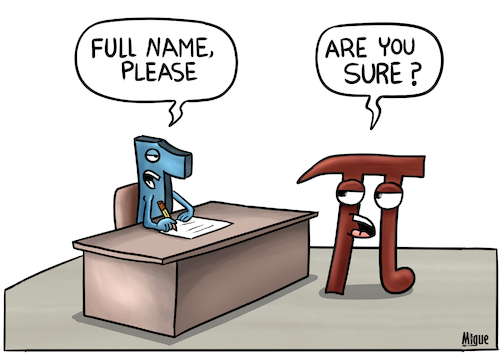 FULL NAME,
PLEASE
ARE YOU
SURE?
Migue